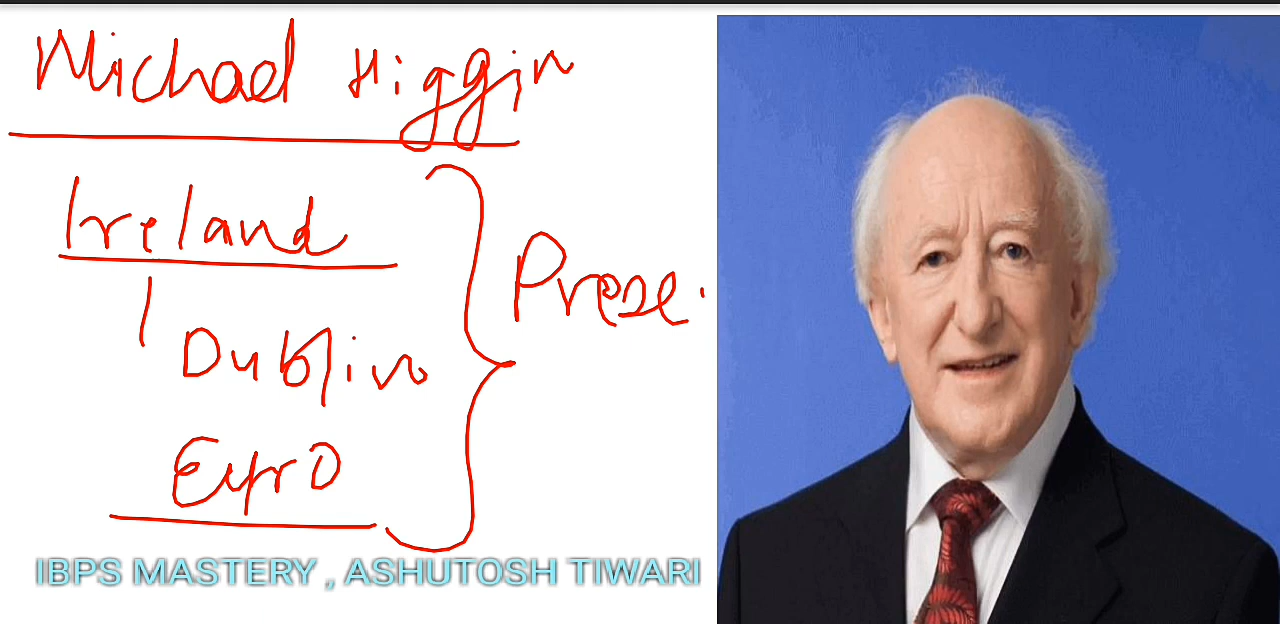 Michael Higgin
Ireland
Dublin
Euro
Prese.
IBPS MASTERY , ASHUTOSH TIWARI